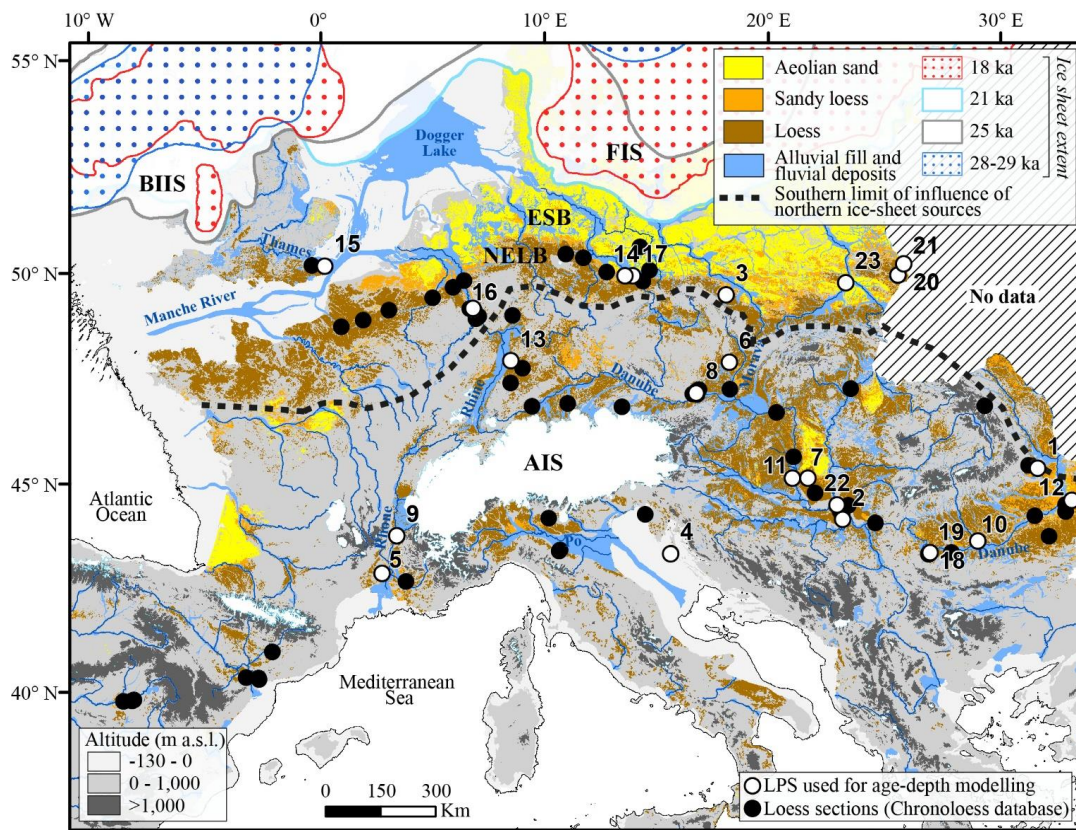 10° W 0° 10° E 20° E 30° E
55° N
50° N
45° N
40° N
Aeolian sand
Sandy loess
Loess
Alluvial fill and
fluvial deposits
Southern limit of influence of
northern ice-sheet sources
18 ka
21 ka
25 ka
28-29 ka
Ice sheet extent
Dogger
Lake
FIS
BIIS
ESB
Thames
15
NELB
14
17
3
23
21
20
No data
Manche River
16
6
Morava
13
8
Rhine
Danube
AIS
11
7
22
2
1
12
Atlantic
Ocean
9
Rhone
5
Po
4
19
18
10
Danube
Mediterranean
Sea
Altitude (m a.s.l.)
-130 - 0
0 - 1,000
>1,000
0 150 300
Km
LPS used for age-depth modelling
Loess sections (Chronoloess database)